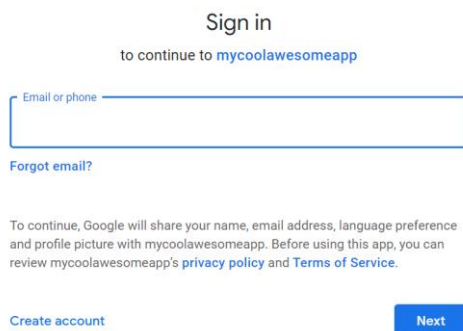 Sign in
to continue to mycoolawesomeapp
Email or phone
Forgot email?
To continue, Google will share your name, email address, language preference
and profile picture with mycoolawesomeapp. Before using this app, you can
review mycoolawesomeapp's privacy policy and Terms of Service.
Create account
Next